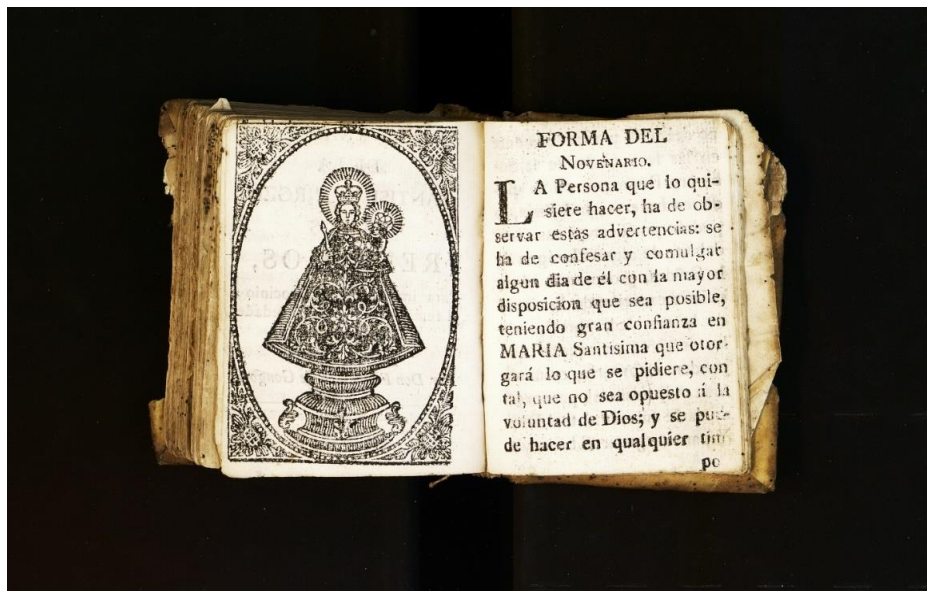 FORMA DEL
NOVENARIO.
LA Persona que lo qui-
siere hacer, ha de ob-
servar estas advertencias: se
ha de confesar y comulgar
algun dia de él con la mayor
disposicion que sea posible,
teniendo gran confianza en
MARIA Santisima que otor-
gará lo que se pidiere, con
tal, que no sea opuesto á la
voluntad de Dios; y se pue-
de hacer en qualquier
po